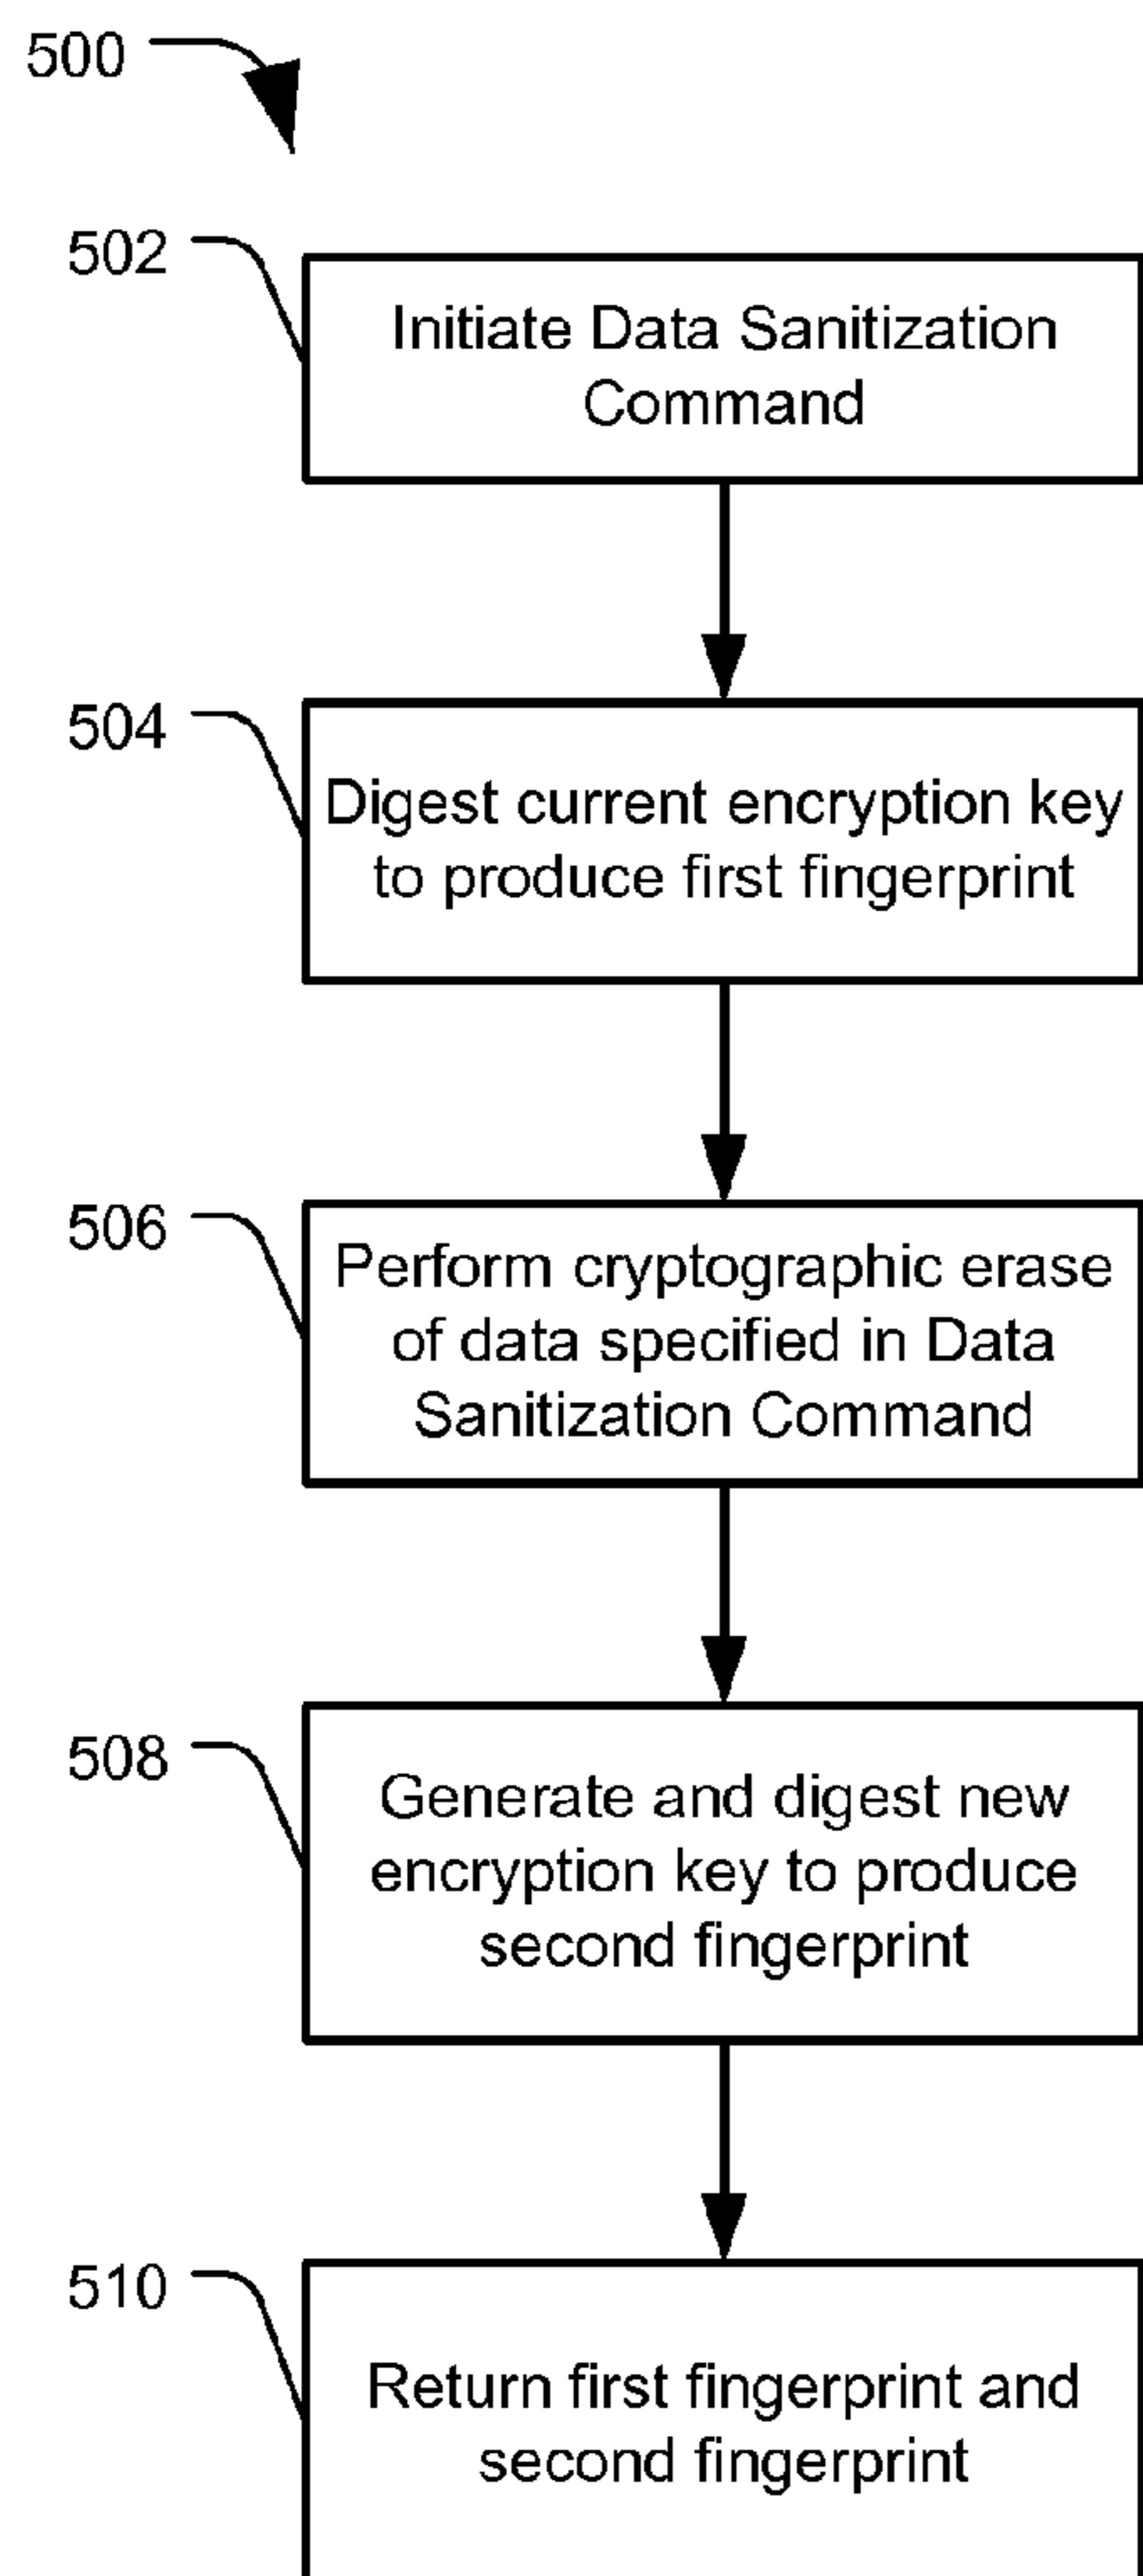 500
502
Initiate Data Sanitization
Command
504
Digest current encryption key
to produce first fingerprint
506
Perform cryptographic erase
of data specified in Data
Sanitization Command
508
Generate and digest new
encryption key to produce
second fingerprint
510
Return first fingerprint and
second fingerprint